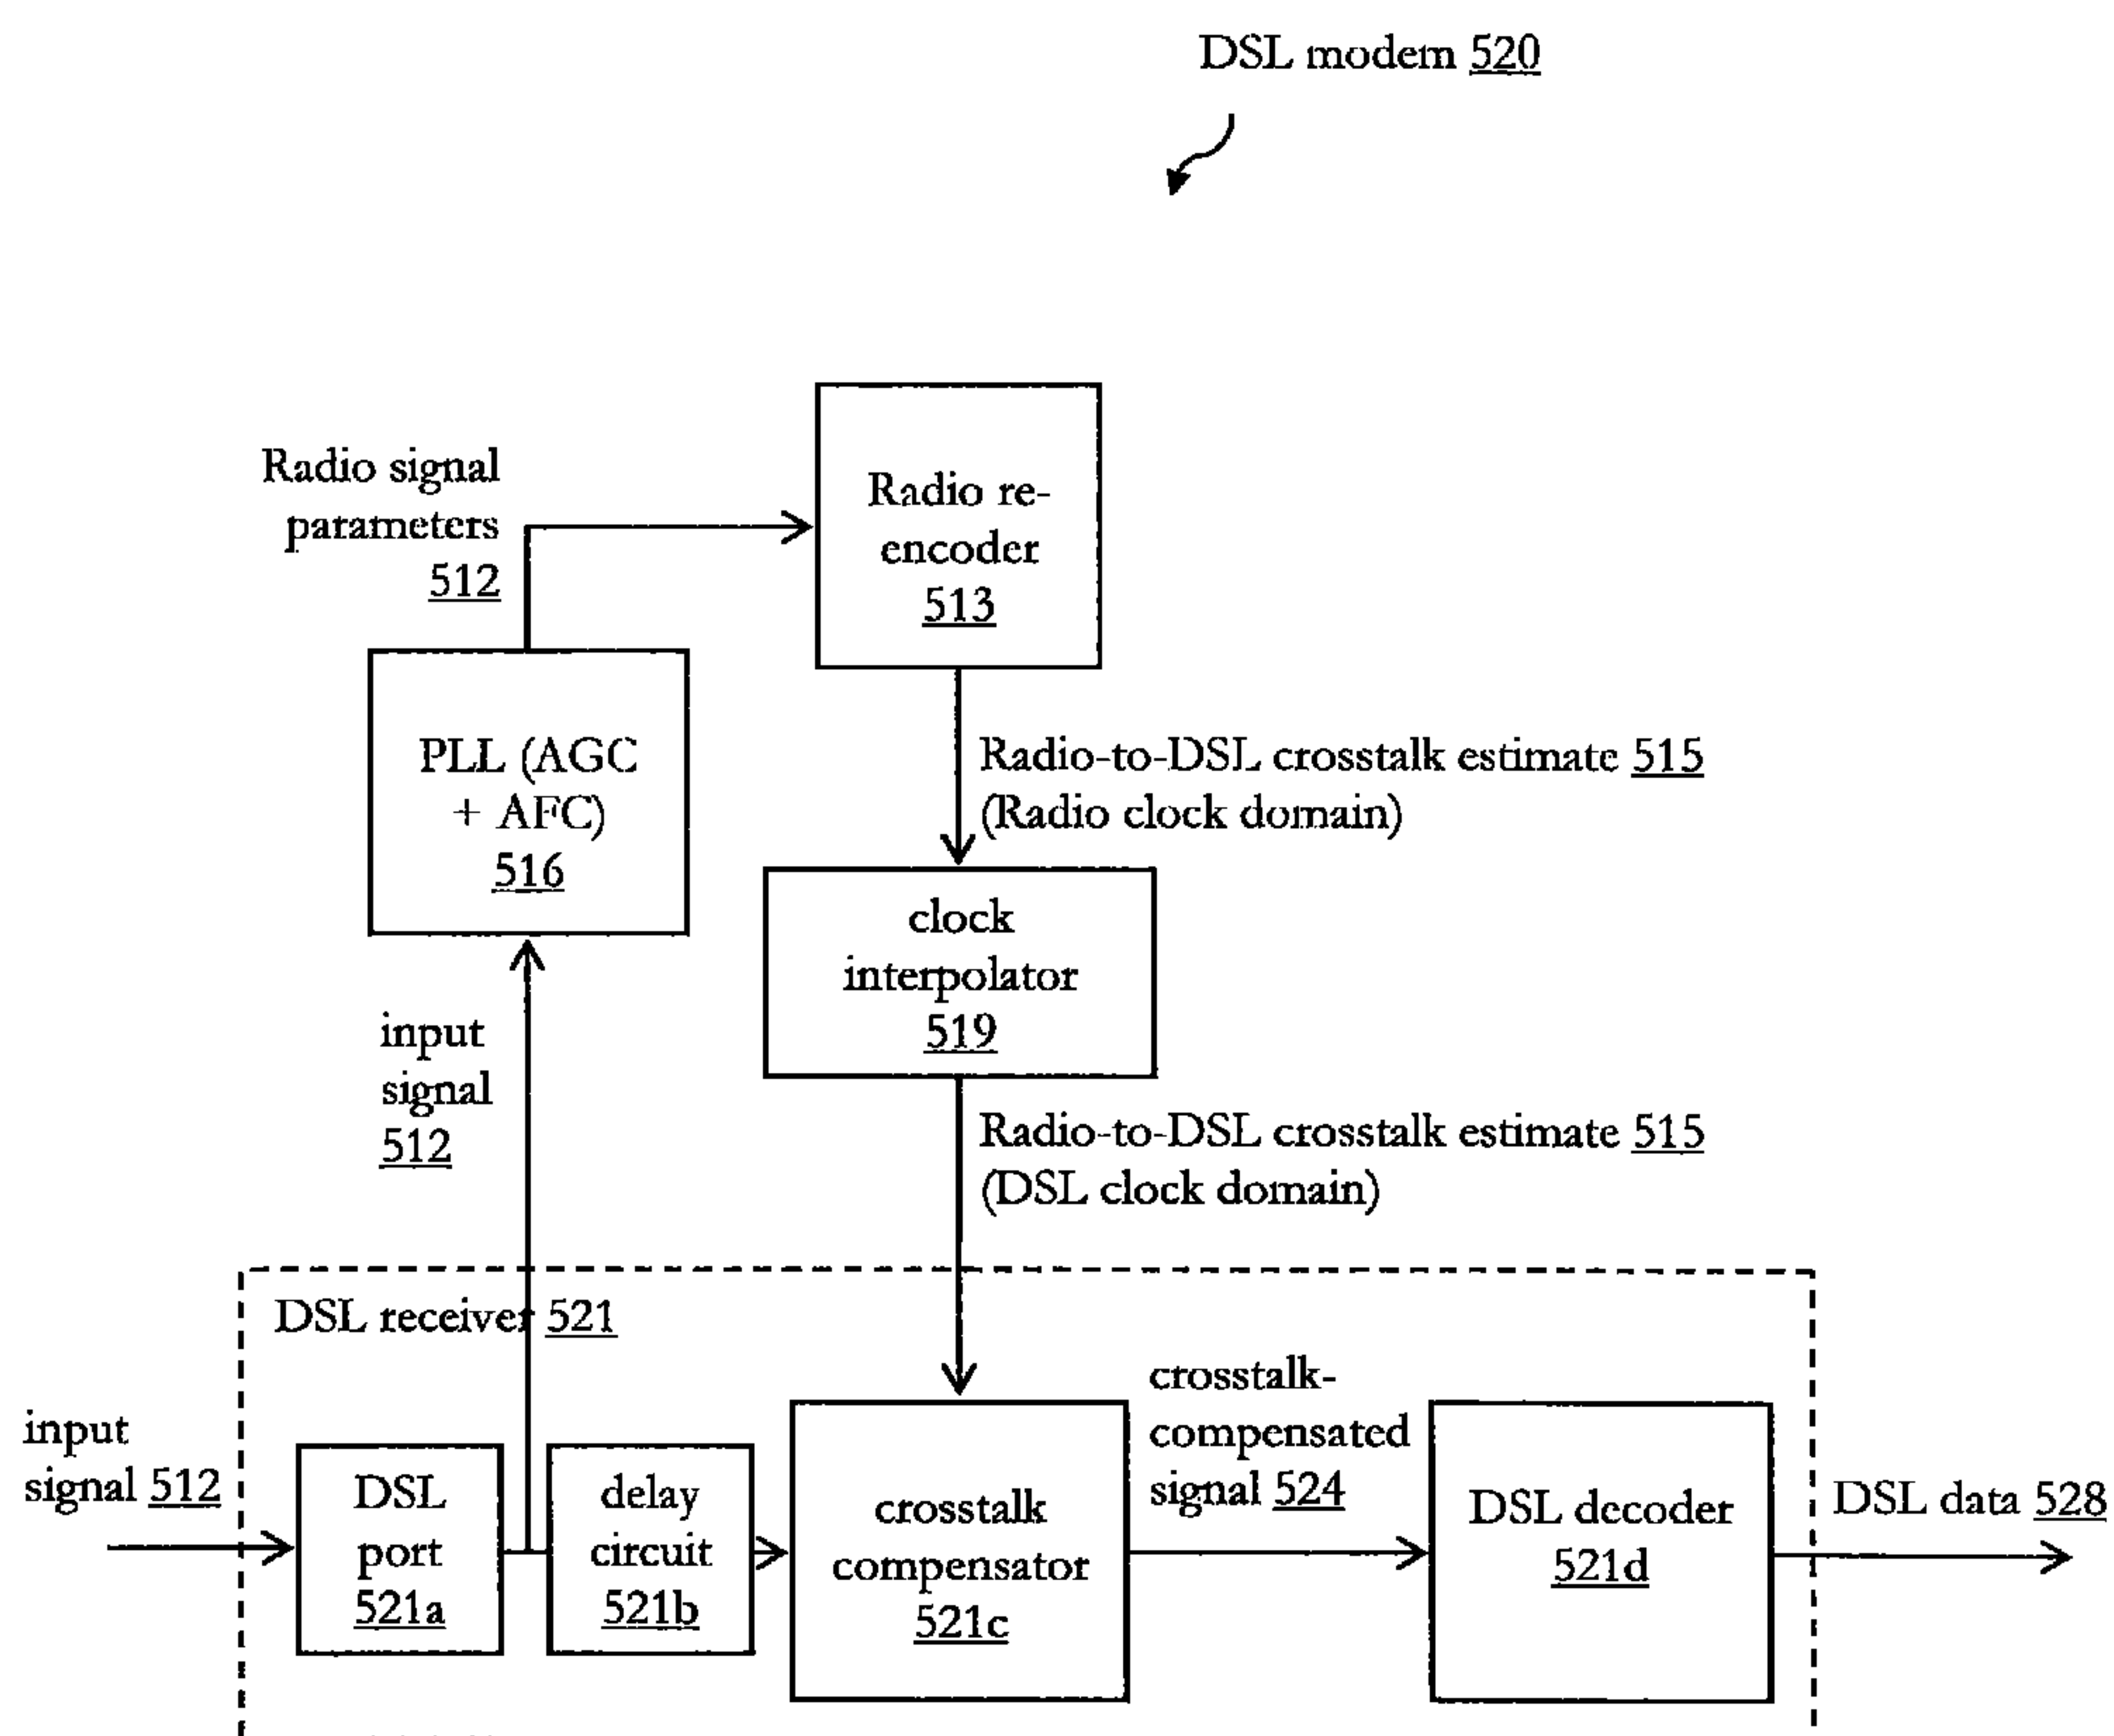 DSL modem 520
Radio signal
parameters
512
Radio re-
encoder
513
PLL (AGC
+ AFC)
516
Radio-to-DSL crosstalk estimate 515
(Radio clock domain)
clock
interpolator
519
input
signal
512
Radio-to-DSL crosstalk estimate 515
(DSL clock domain)
DSL receiver 521
input
signal 512
DSL
port
521a
delay
circuit
521b
crosstalk
compensator
521c
crosstalk-
compensated
signal 524
DSL decoder
521d
DSL data 528